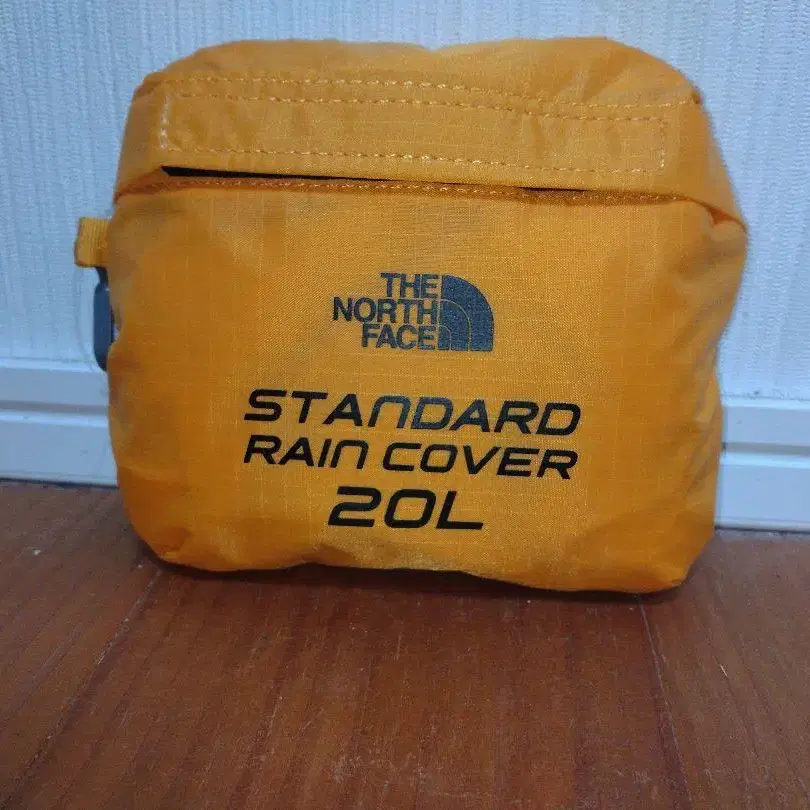 THE
NORTH
FACE
STANDARD
RAIN COVER
20L